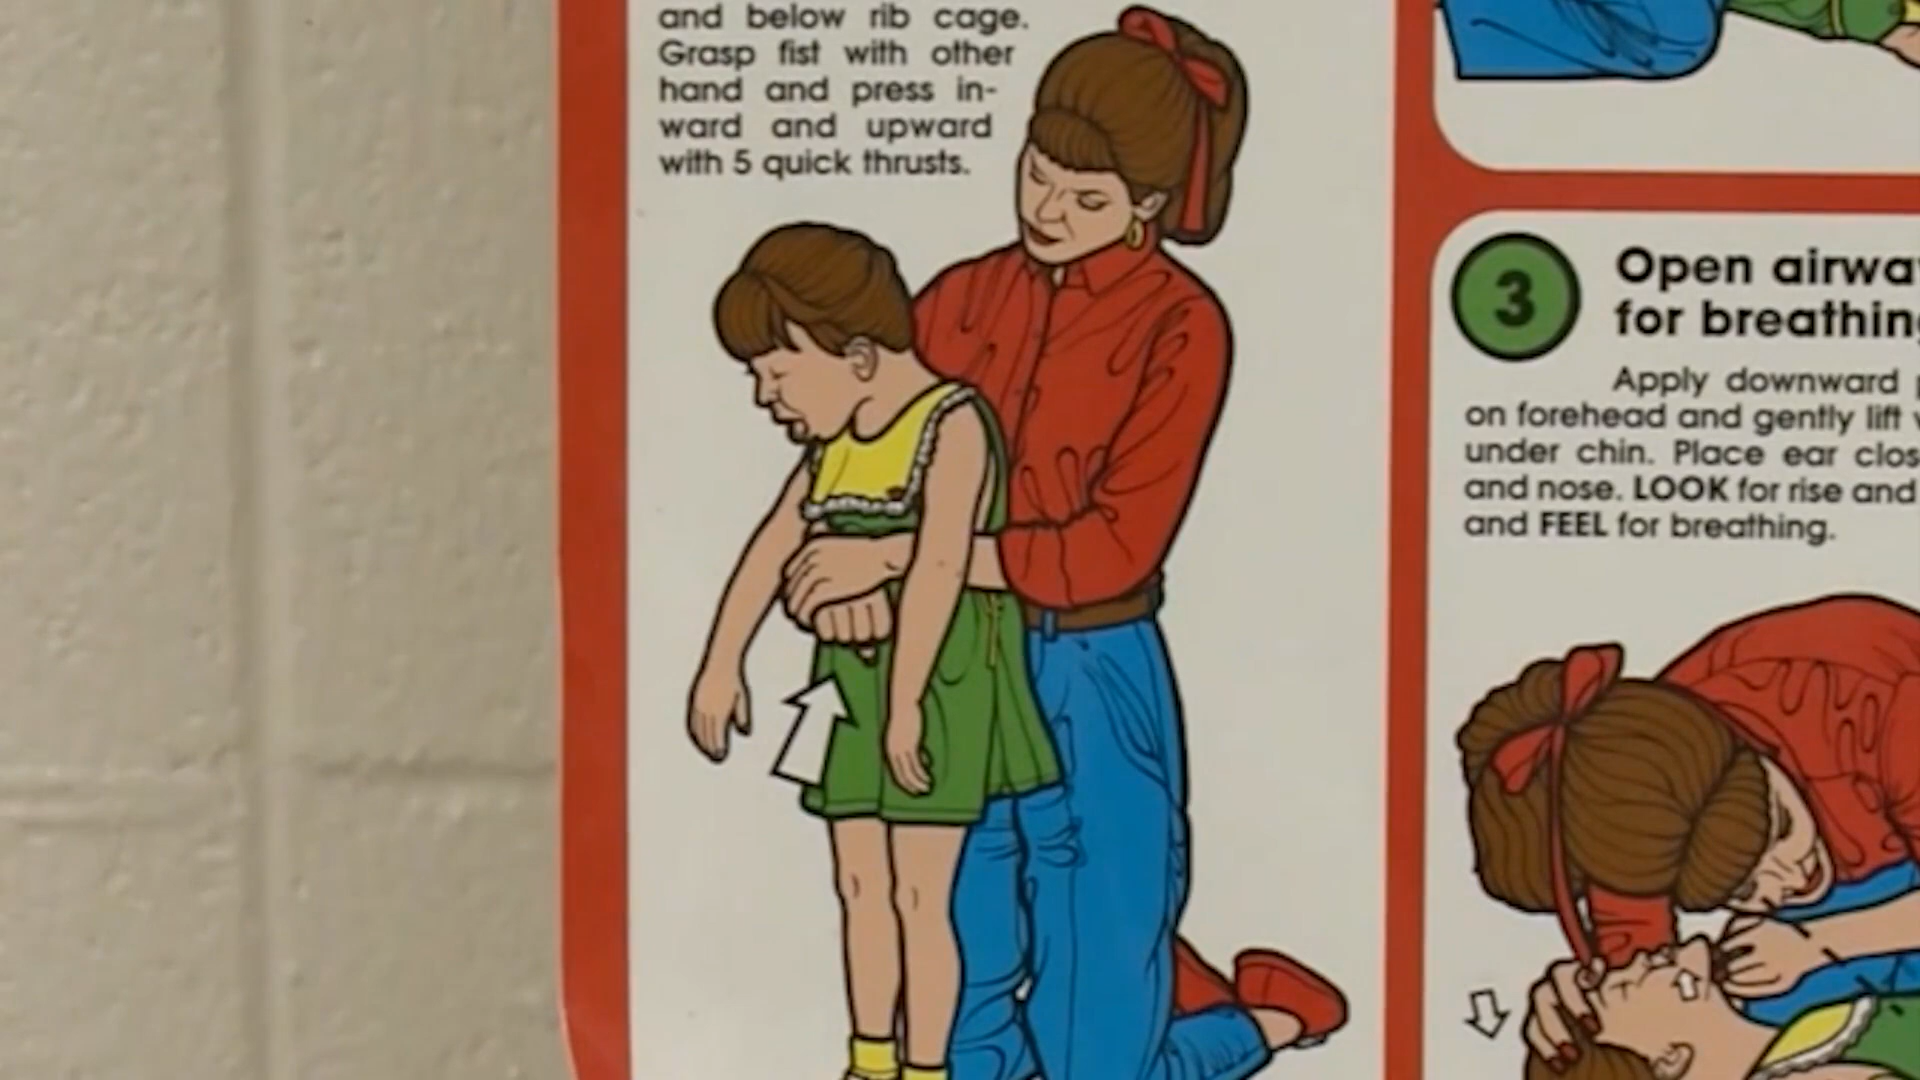 and below rib cage.
Grasp fist with other
hand and press in-
ward and upward
with 5 quick thrusts.
3
Open airway
for breathing
Apply downward
on forehead and gently lift
under chin. Place ear clos
and nose. LOOK for rise and
and FEEL for breathing.